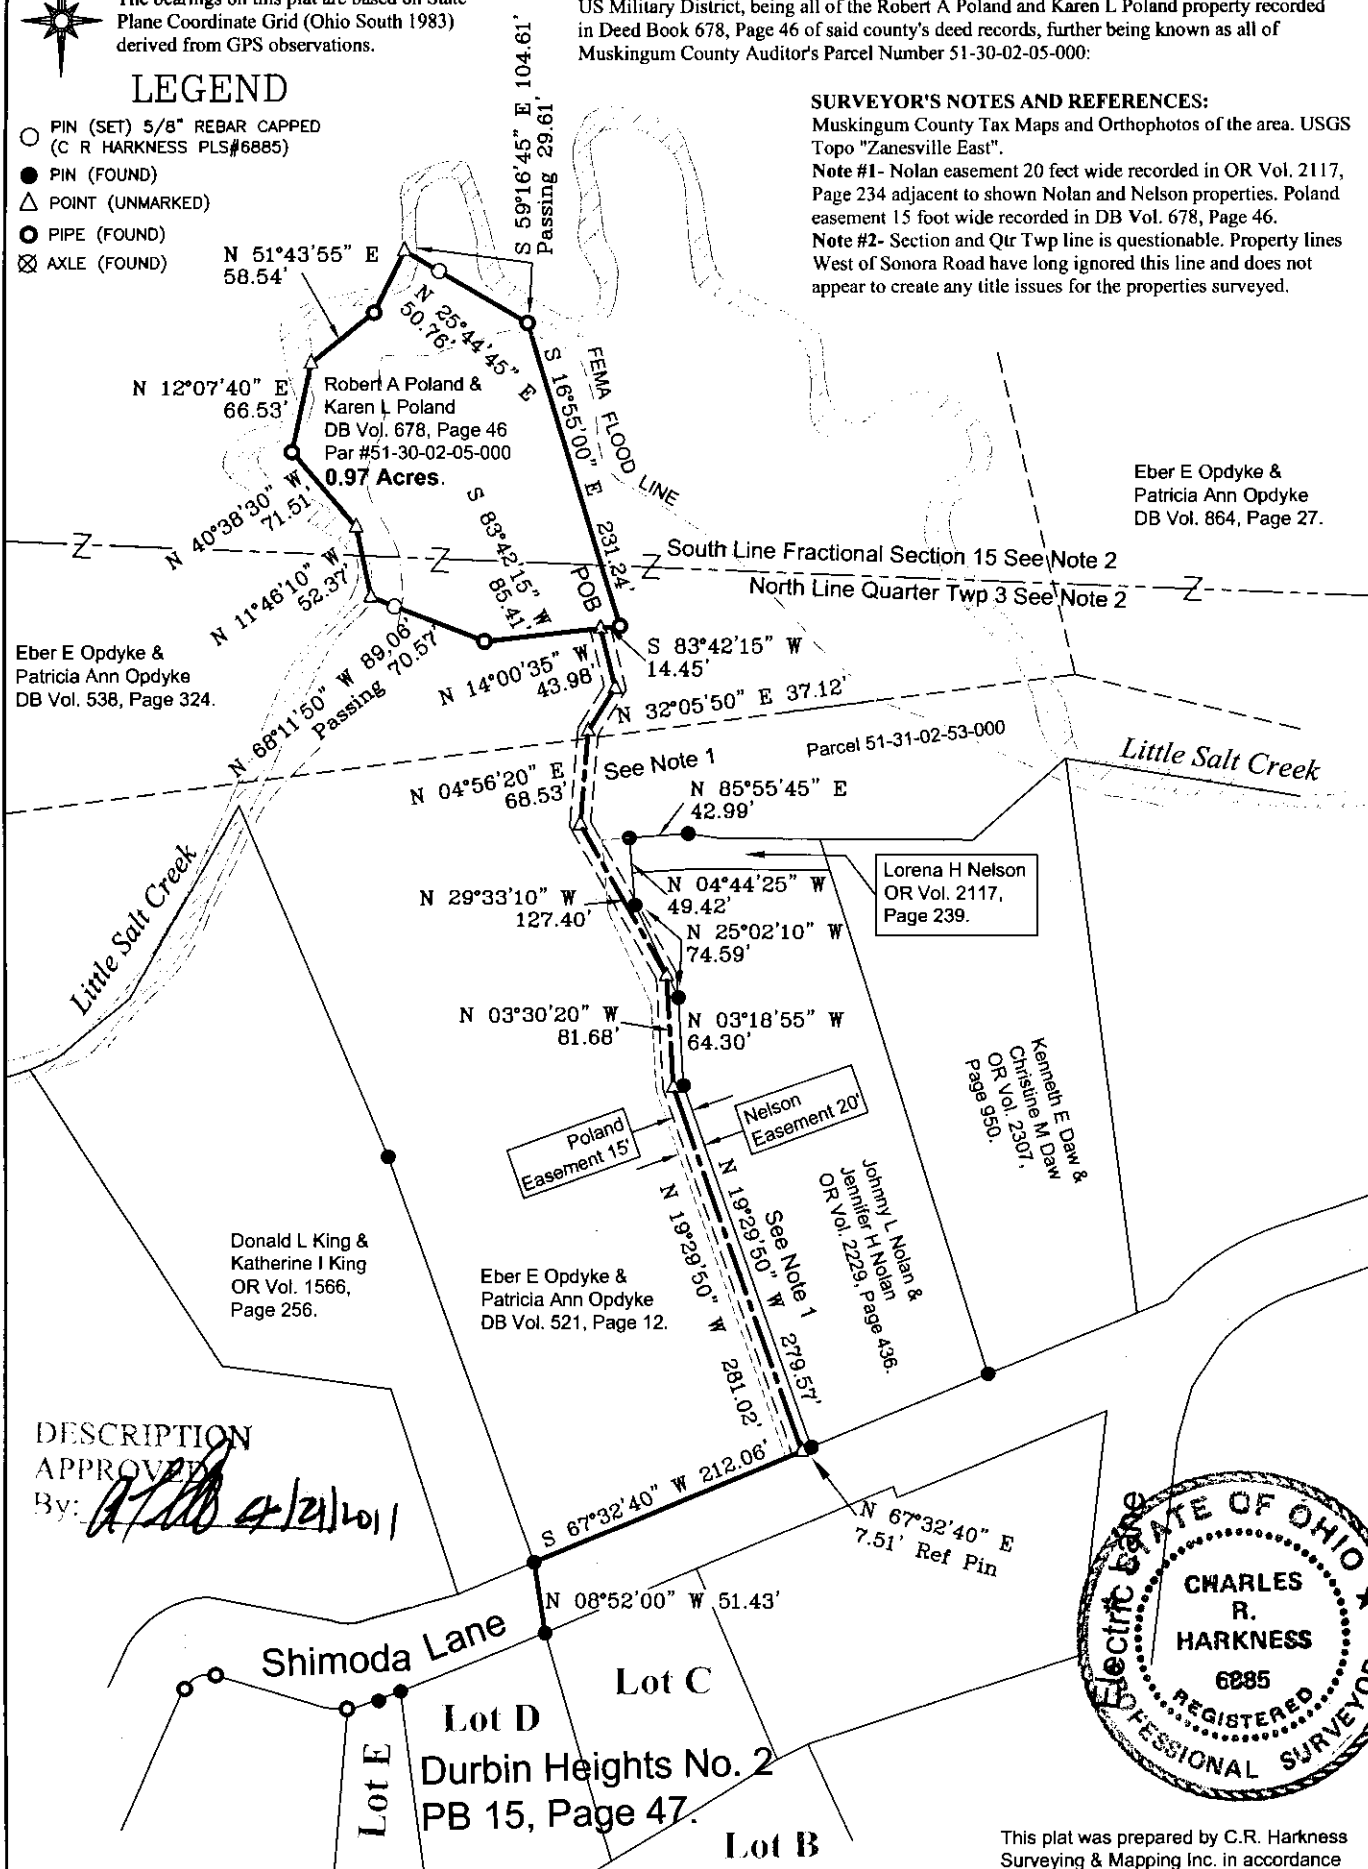 The bearings on this plat are based on State
Plane Coordinate Grid (Ohio South 1983)
derived from GPS observations.
US Military District, being all of the Robert A Poland and Karen L Poland property recorded
in Deed Book 678, Page 46 of said county's deed records, further being known as all of
Muskingum County Auditor's Parcel Number 51-30-02-05-000:
LEGEND
PIN (SET) 5/8" REBAR CAPPED
(C R HARKNESS PLS#6885)
PIN (FOUND)
POINT (UNMARKED)
PIPE (FOUND)
AXLE (FOUND)
SURVEYOR'S NOTES AND REFERENCES:
Muskingum County Tax Maps and Orthophotos of the area. USGS
Topo "Zanesville East".
Note #1- Nolan easement 20 feet wide recorded in OR Vol. 2117,
Page 234 adjacent to shown Nolan and Nelson properties. Poland
easement 15 foot wide recorded in DB Vol. 678, Page 46.
Note #2- Section and Qtr Twp line is questionable. Property lines
West of Sonora Road have long ignored this line and does not
appear to create any title issues for the properties surveyed.
S 59°16'45" E 104.61'
Passing 29.61'
N 51°43'55" E
58.54'
N 25°44'45" E
50.76'
N 12°07'40" E
66.53'
Robert A Poland &
Karen L Poland
DB Vol. 678, Page 46
Par #51-30-02-05-000
0.97 Acres.
S 16°55'00" E 231.24'
FEMA FLOOD LINE
N 40°38'30" W
71.51'
S 83°42'15" W
85.41'
POB
Eber E Opdyke &
Patricia Ann Opdyke
DB Vol. 864, Page 27.
Z
Z
Z
Z
South Line Fractional Section 15 See Note 2
North Line Quarter Twp 3 See Note 2
N 11°46'10" W
52.37'
Eber E Opdyke &
Patricia Ann Opdyke
DB Vol. 538, Page 324.
N 68°11'50" W 89.06'
Passing 70.57'
S 83°42'15" W
14.45'
N 14°00'35" W
43.98'
N 32°05'50" E 37.12'
Parcel 51-31-02-53-000
Little Salt Creek
See Note 1
N 04°56'20" E
68.53'
N 85°55'45" E
42.99'
Lorena H Nelson
OR Vol. 2117,
Page 239.
N 04°44'25" W
49.42'
N 29°33'10" W
127.40'
N 25°02'10" W
74.59'
Little Salt Creek
N 03°30'20" W
81.68'
N 03°18'55" W
64.30'
Kenneth E Daw &
Christine M Daw
OR Vol. 2307,
Page 950.
Poland
Easement 15'
Nelson
Easement 20'
Johnny L Nolan &
Jennifer H Nolan
OR Vol. 2229, Page 436.
See Note 1
N 19°29'50" W 279.57'
N 19°29'50" W 281.02'
Donald L King &
Katherine I King
OR Vol. 1566,
Page 256.
Eber E Opdyke &
Patricia Ann Opdyke
DB Vol. 521, Page 12.
DESCRIPTION
APPROVED
By: 4/21/2011
S 67°32'40" W 212.06'
N 67°32'40" E
7.51' Ref Pin
N 08°52'00" W 51.43'
Shimoda Lane
Electric Lane
STATE OF OHIO
CHARLES
R.
HARKNESS
6885
REGISTERED
PROFESSIONAL SURVEYOR
Lot C
Lot D
Lot E
Durbin Heights No. 2
PB 15, Page 47.
Lot B
This plat was prepared by C.R. Harkness
Surveying & Mapping Inc. in accordance